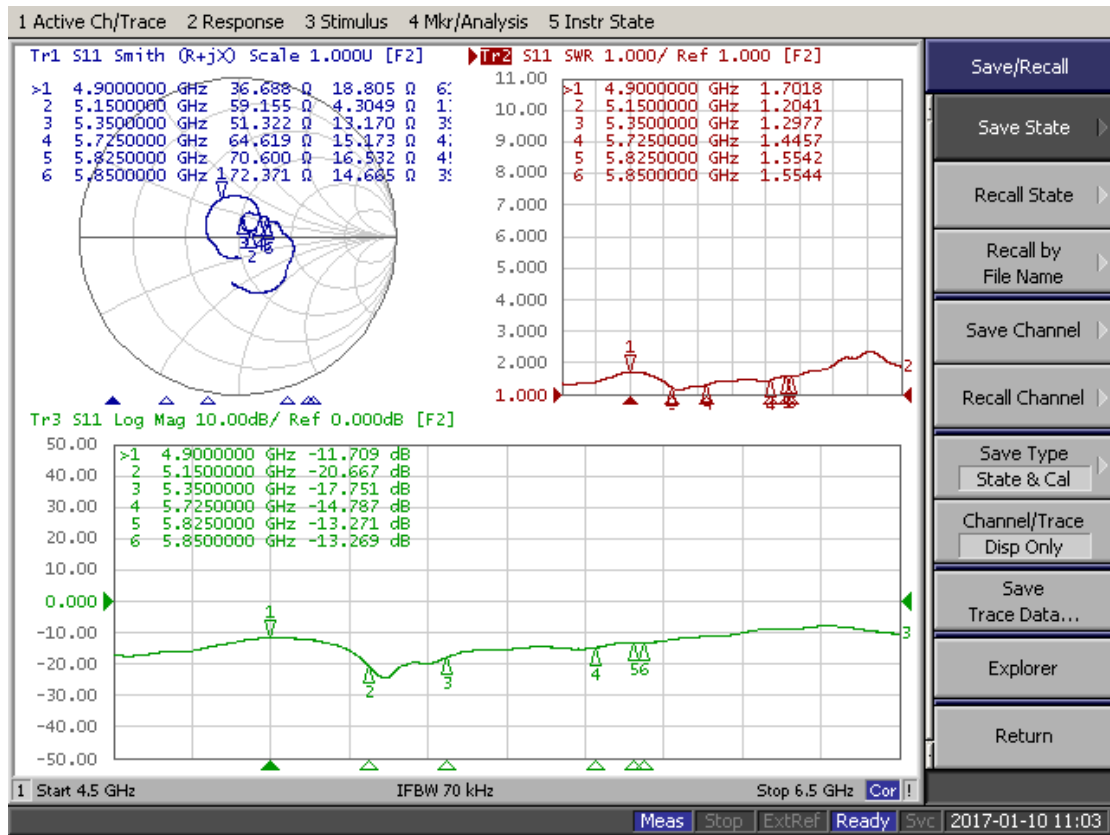 1 Active Ch/Trace 2 Response 3 Stimulus 4 Mkr/Analysis 5 Instr State
Tr1 S11 Smith (R+jX) Scale 1.000U [F2]
>1 4.9000000 GHz 36.688 Ω 18.805 Ω
2 5.1500000 GHz 59.155 Ω 4.3049 Ω
3 5.3500000 GHz 51.322 Ω 13.170 Ω
4 5.7250000 GHz 64.619 Ω 15.173 Ω
5 5.8250000 GHz 70.600 Ω 16.532 Ω
6 5.8500000 GHz 72.371 Ω 14.665 Ω
Tr2 S11 SWR 1.000/ Ref 1.000 [F2]
11.00
10.00
9.000
8.000
7.000
6.000
5.000
4.000
3.000
2.000
1.000
>1 4.9000000 GHz 1.7018
2 5.1500000 GHz 1.2041
3 5.3500000 GHz 1.2977
4 5.7250000 GHz 1.4457
5 5.8250000 GHz 1.5542
6 5.8500000 GHz 1.5544
1
2
Tr3 S11 Log Mag 10.00dB/ Ref 0.000dB [F2]
50.00
40.00
30.00
20.00
10.00
0.000
-10.00
-20.00
-30.00
-40.00
-50.00
>1 4.9000000 GHz -11.709 dB
2 5.1500000 GHz -20.667 dB
3 5.3500000 GHz -17.751 dB
4 5.7250000 GHz -14.787 dB
5 5.8250000 GHz -13.271 dB
6 5.8500000 GHz -13.269 dB
1
2
3
4
56
3
1 Start 4.5 GHz IFBW 70 kHz Stop 6.5 GHz Cor !
Save/Recall
Save State
Recall State
Recall by
File Name
Save Channel
Recall Channel
Save Type
State & Cal
Channel/Trace
Disp Only
Save
Trace Data...
Explorer
Return
Meas Stop ExtRef Ready Svc 2017-01-10 11:03